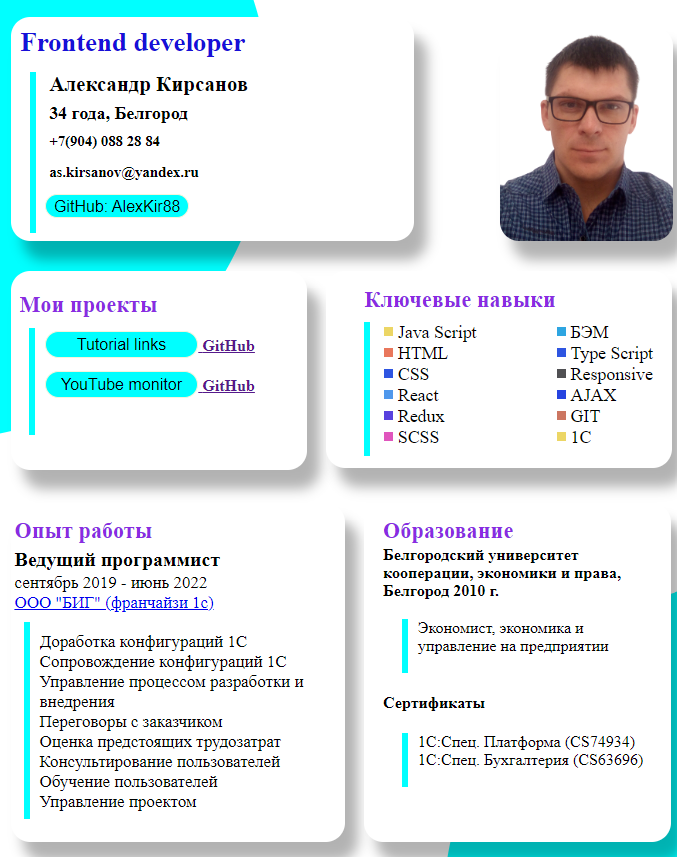 Frontend developer
Александр Кирсанов
34 года, Белгород
+7(904) 088 28 84
as.kirsanov@yandex.ru
GitHub: AlexKir88
Мои проекты
Tutorial links GitHub
YouTube monitor GitHub
Ключевые навыки
Java Script
HTML
CSS
React
Redux
SCSS
БЭМ
Type Script
Responsive
AJAX
GIT
1C
Опыт работы
Ведущий программист
сентябрь 2019 - июнь 2022
ООО "БИГ" (франчайзи 1с)
Доработка конфигураций 1С
Сопровождение конфигураций 1С
Управление процессом разработки и
внедрения
Переговоры с заказчиком
Оценка предстоящих трудозатрат
Консультирование пользователей
Обучение пользователей
Управление проектом
Образование
Белгородский университет
кооперации, экономики и права,
Белгород 2010 г.
Экономист, экономика и
управление на предприятии
Сертификаты
1С:Спец. Платформа (CS74934)
1С:Спец. Бухгалтерия (CS63696)